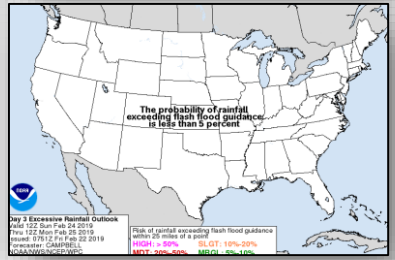 The probability of rainfall
exceeding flash flood guidance
is less than 5 percent
NOAA
Day 3 Excessive Rainfall Outlook
Valid 12Z Sun Feb 24 2019
Thru 12Z Mon Feb 25 2019
Issued: 0751Z Fri Feb 22 2019
Forecaster: CAMPBELL
NOAA/NWS/NCEP/WPC
Risk of rainfall exceeding flash flood guidance
within 25 miles of a point
HIGH: > 50% SLGT: 10%-20%
MDT: 20%-50% MRGL: 5%-10%